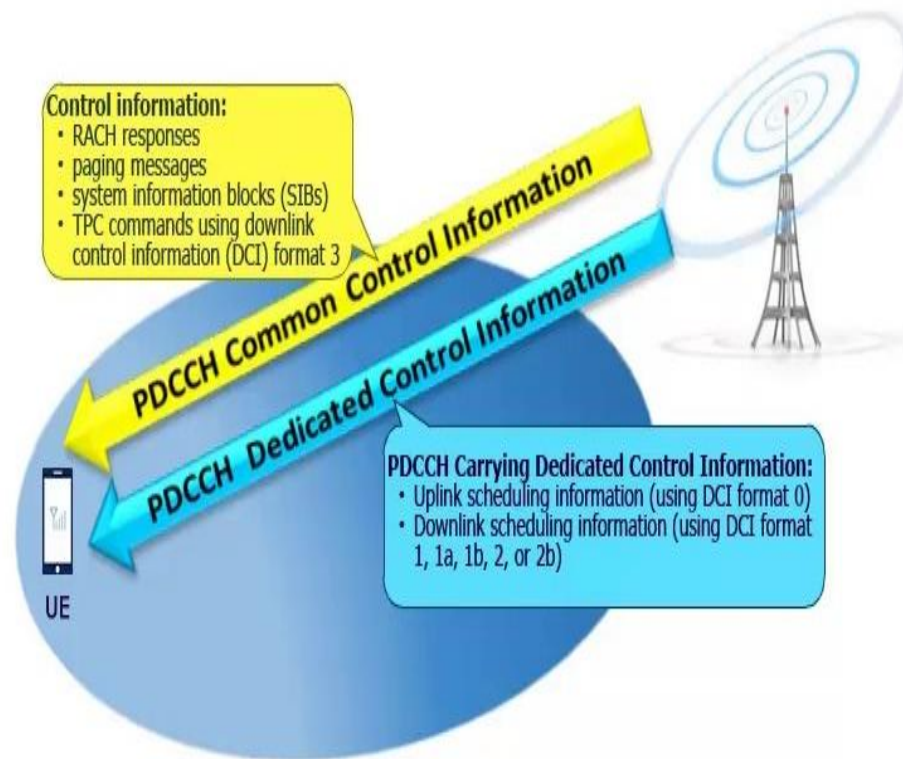 Control information:
• RACH responses
• paging messages
• system information blocks (SIBs)
• TPC commands using downlink
control information (DCI) format 3
PDCCH Common Control Information
PDCCH Dedicated Control Information
PDCCH Carrying Dedicated Control Information:
• Uplink scheduling information (using DCI format 0)
• Downlink scheduling information (using DCI format
1, 1a, 1b, 2, or 2b)
UE